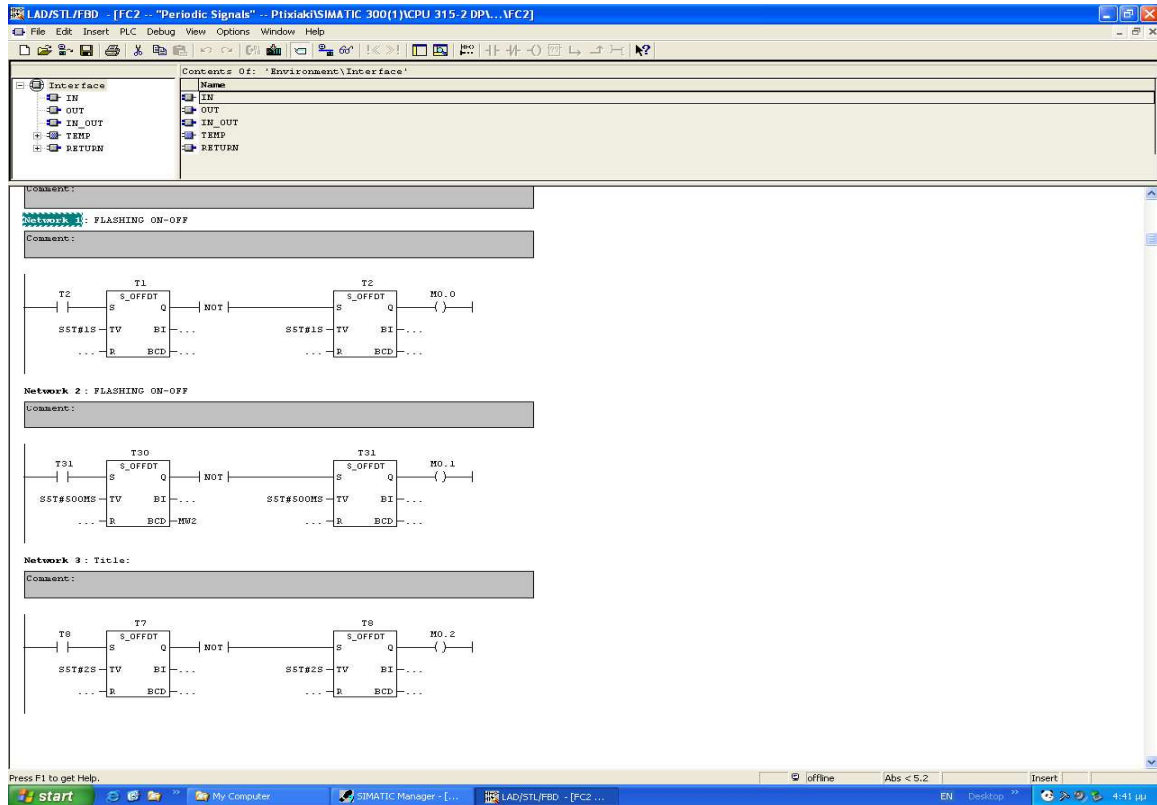 LAD/STL/FBD - [FC2 -- "Periodic Signals" -- Ptixiaki\SIMATIC 300(1)\CPU 315-2 DP\...\FC2]
File Edit Insert PLC Debug View Options Window Help
Contents Of: 'Environment\Interface'
Interface
IN
OUT
IN_OUT
TEMP
RETURN
Name
IN
OUT
IN_OUT
TEMP
RETURN
Comment:
Network 1: FLASHING ON-OFF
Comment:
T1 T2
T2 S_OFFDT S_OFFDT M0.0
S Q NOT S Q ( )
S5T#1S TV BI ... S5T#1S TV BI ...
... R BCD ... ... R BCD ...
Network 2 : FLASHING ON-OFF
Comment:
T30 T31
T31 S_OFFDT S_OFFDT M0.1
S Q NOT S Q ( )
S5T#500MS TV BI ... S5T#500MS TV BI ...
... R BCD MW2 ... R BCD ...
Network 3 : Title:
Comment:
T7 T8
T8 S_OFFDT S_OFFDT M0.2
S Q NOT S Q ( )
S5T#2S TV BI ... S5T#2S TV BI ...
... R BCD ... ... R BCD ...
Press F1 to get Help. offline Abs < 5.2 Insert
start My Computer SIMATIC Manager - [... LAD/STL/FBD - [FC2 ... EN Desktop 4:41 μμ